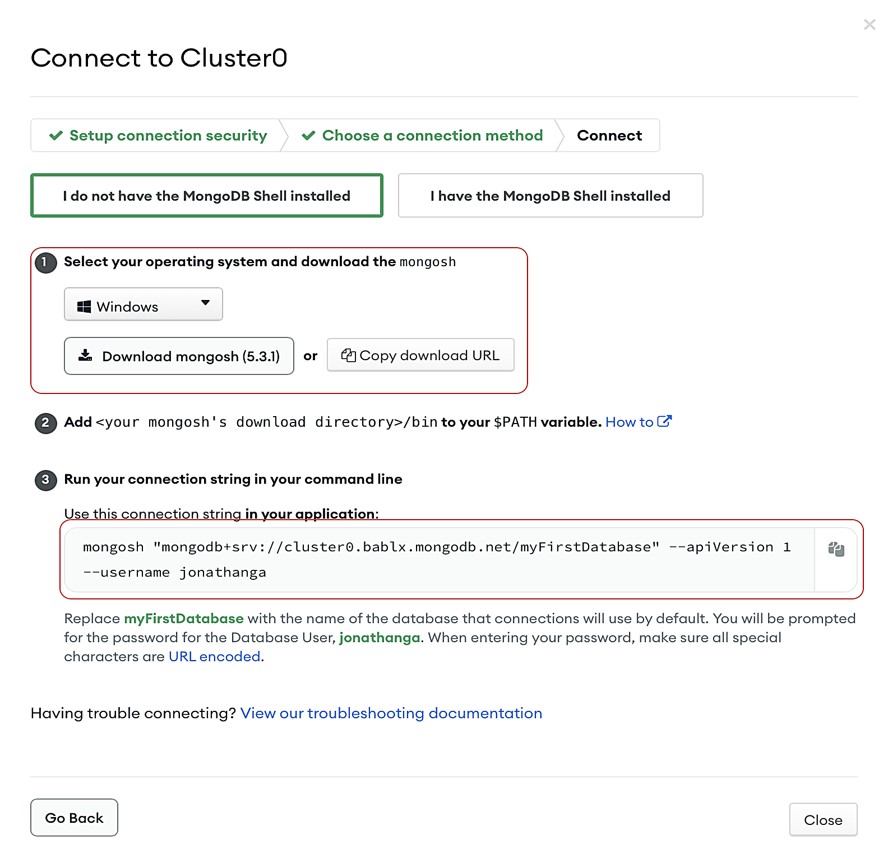 Connect to Cluster0
Setup connection security
Choose a connection method
Connect
I do not have the MongoDB Shell installed
I have the MongoDB Shell installed
1 Select your operating system and download the mongosh
Windows
Download mongosh (5.3.1) or Copy download URL
2 Add <your mongosh's download directory>/bin to your $PATH variable. How to
3 Run your connection string in your command line
Use this connection string in your application:
mongosh "mongodb+srv://cluster0.bablx.mongodb.net/myFirstDatabase" --apiVersion 1
--username jonathanga
Replace myFirstDatabase with the name of the database that connections will use by default. You will be prompted
for the password for the Database User, jonathanga. When entering your password, make sure all special
characters are URL encoded.
Having trouble connecting? View our troubleshooting documentation
Go Back
Close